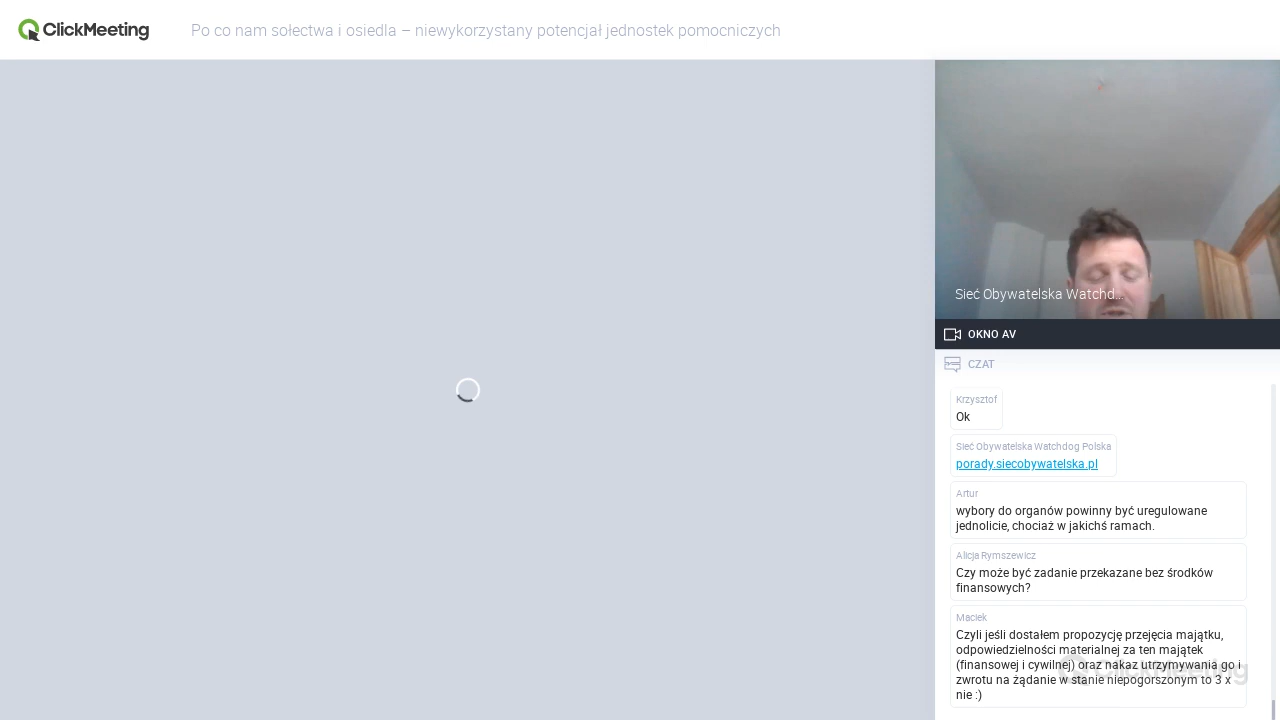 ClickMeeting
Po co nam sołectwa i osiedla – niewykorzystany potencjał jednostek pomocniczych
Sieć Obywatelska Watchd...
OKNO AV
CZAT
Krzysztof
Ok
Sieć Obywatelska Watchdog Polska
porady.siecobywatelska.pl
Artur
wybory do organów powinny być uregulowane
jednolicie, chociaż w jakichś ramach.
Alicja Rymszewicz
Czy może być zadanie przekazane bez środków
finansowych?
Maciek
Czyli jeśli dostałem propozycję przejęcia majątku,
odpowiedzielności materialnej za ten majątek
(finansowej i cywilnej) oraz nakaz utrzymywania go i
zwrotu na żądanie w stanie niepogorszonym to 3 x
nie :)
ClickMeeting